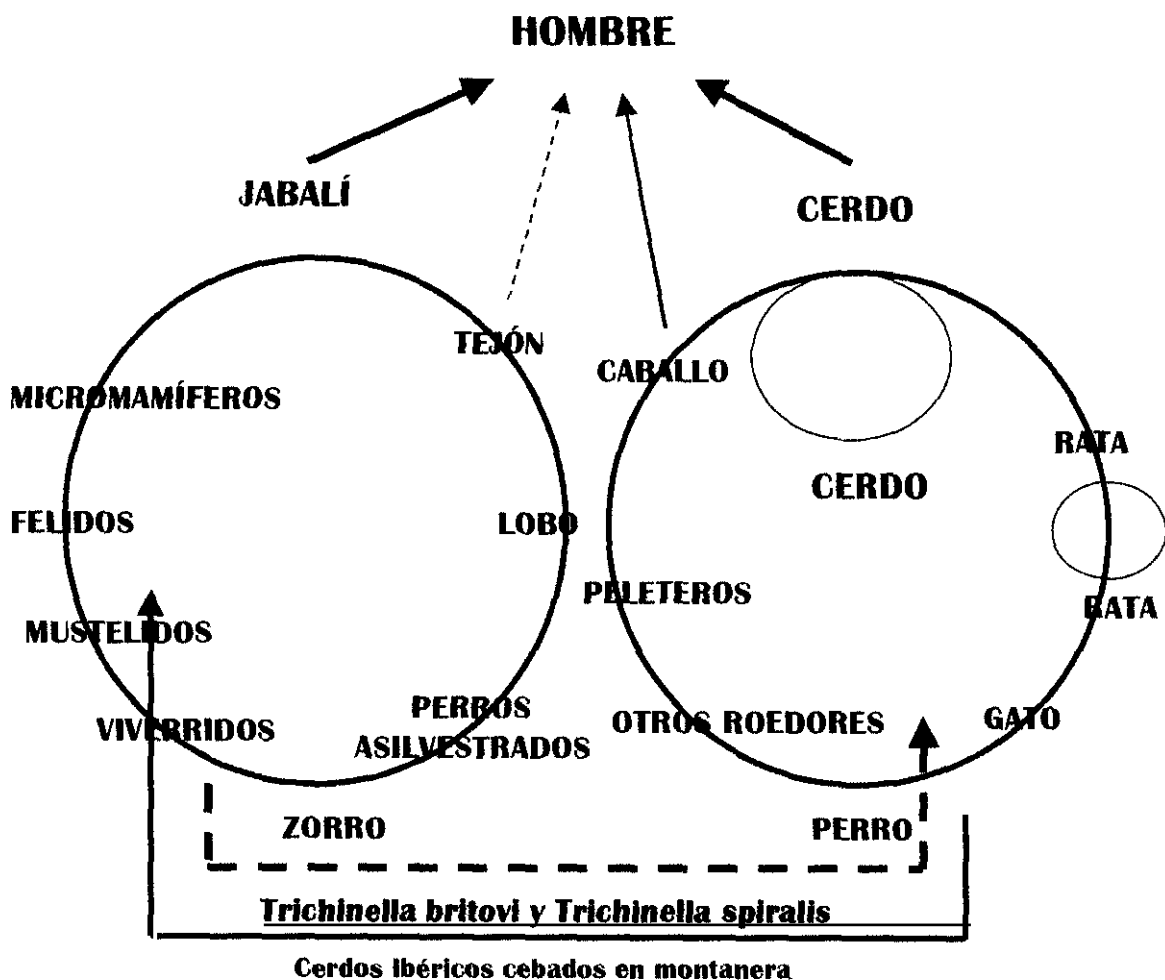 HOMBRE
JABALÍ
CERDO
TEJÓN
CABALLO
MICROMAMÍFEROS
RATA
CERDO
FELIDOS
LOBO
PELETEROS
RATA
MUSTELIDOS
PERROS
ASILVESTRADOS
VIVERRIDOS
OTROS ROEDORES
GATO
ZORRO
PERRO
Trichinella britovi y Trichinella spiralis
Cerdos Ibéricos cebados en montanera